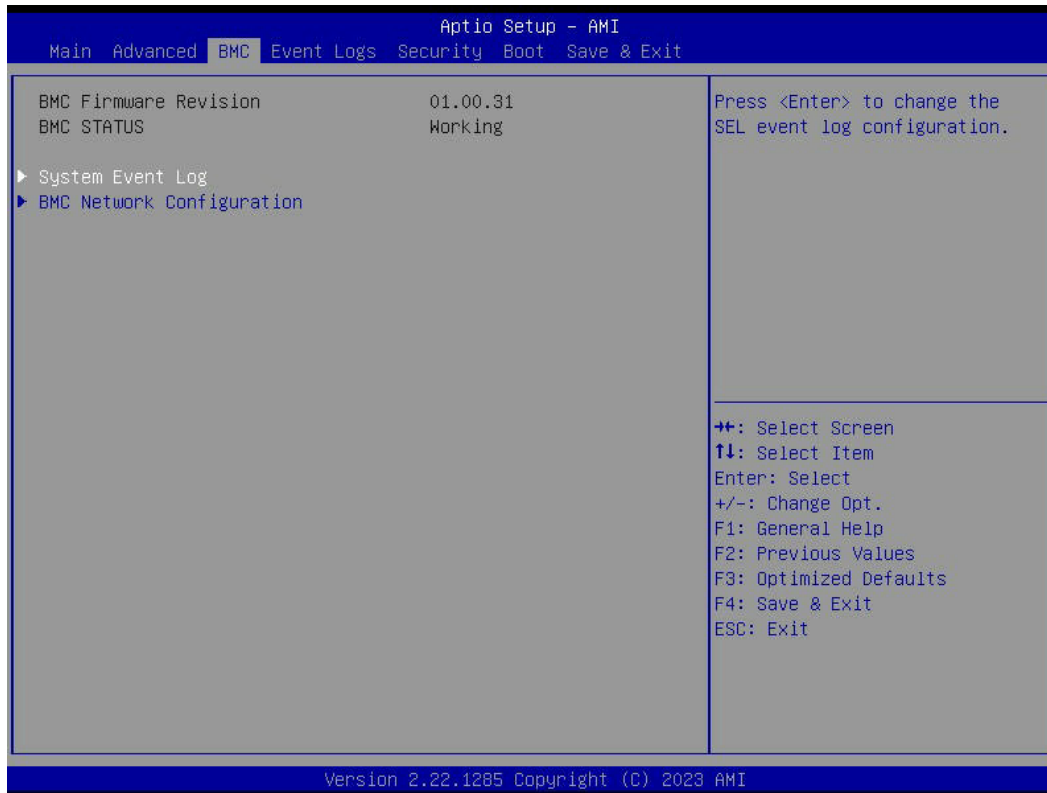 Aptio Setup – AMI
Main Advanced BMC Event Logs Security Boot Save & Exit
BMC Firmware Revision 01.00.31
BMC STATUS Working
System Event Log
BMC Network Configuration
Press <Enter> to change the
SEL event log configuration.
→←: Select Screen
↑↓: Select Item
Enter: Select
+/-: Change Opt.
F1: General Help
F2: Previous Values
F3: Optimized Defaults
F4: Save & Exit
ESC: Exit
Version 2.22.1285 Copyright (C) 2023 AMI